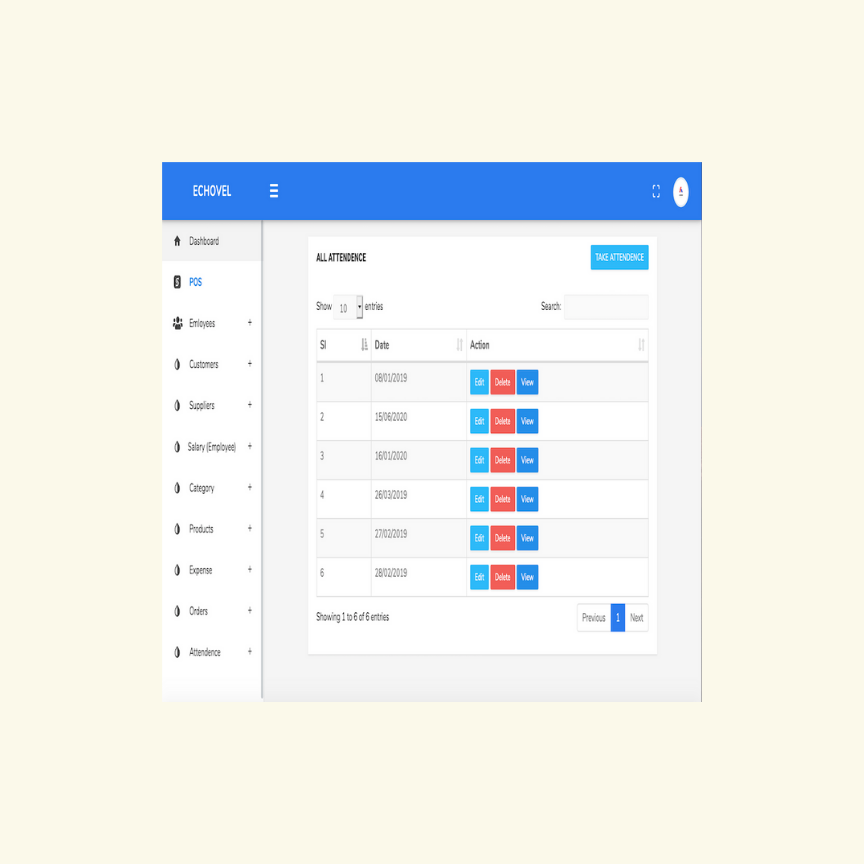 ECHOVEL
Dashboard
POS
Emloyees +
Customers +
Suppliers +
Salary (Employee) +
Category +
Products +
Expense +
Orders +
Attendence +
ALL ATTENDENCE TAKE ATTENDENCE
Show 10 entries Search:
Sl Date Action
1 08/01/2019 Edit Delete View
2 15/06/2020 Edit Delete View
3 16/01/2020 Edit Delete View
4 26/03/2019 Edit Delete View
5 27/02/2019 Edit Delete View
6 28/02/2019 Edit Delete View
Showing 1 to 6 of 6 entries Previous 1 Next